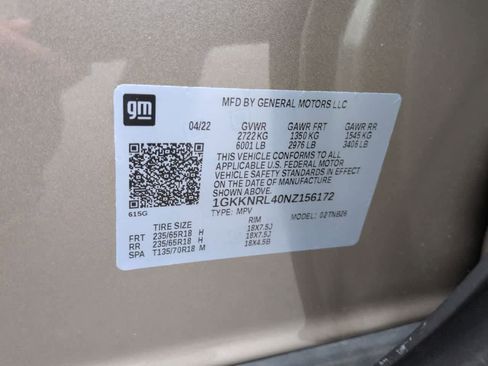 gm
MFD BY GENERAL MOTORS LLC
04/22 GVWR GAWR FRT GAWR RR
2722 KG 1350 KG 1545 KG
6001 LB 2976 LB 3406 LB
THIS VEHICLE CONFORMS TO ALL
APPLICABLE U.S. FEDERAL MOTOR
VEHICLE SAFETY STANDARDS IN
EFFECT ON THE DATE OF MANUFACTURE
SHOWN ABOVE.
1GKKNRL40NZ156172
615G
TYPE: MPV MODEL: 02TNB26
TIRE SIZE RIM
FRT 235/65R18 H 18X7.5J
RR 235/65R18 H 18X7.5J
SPA T135/70R18 M 18X4.5B